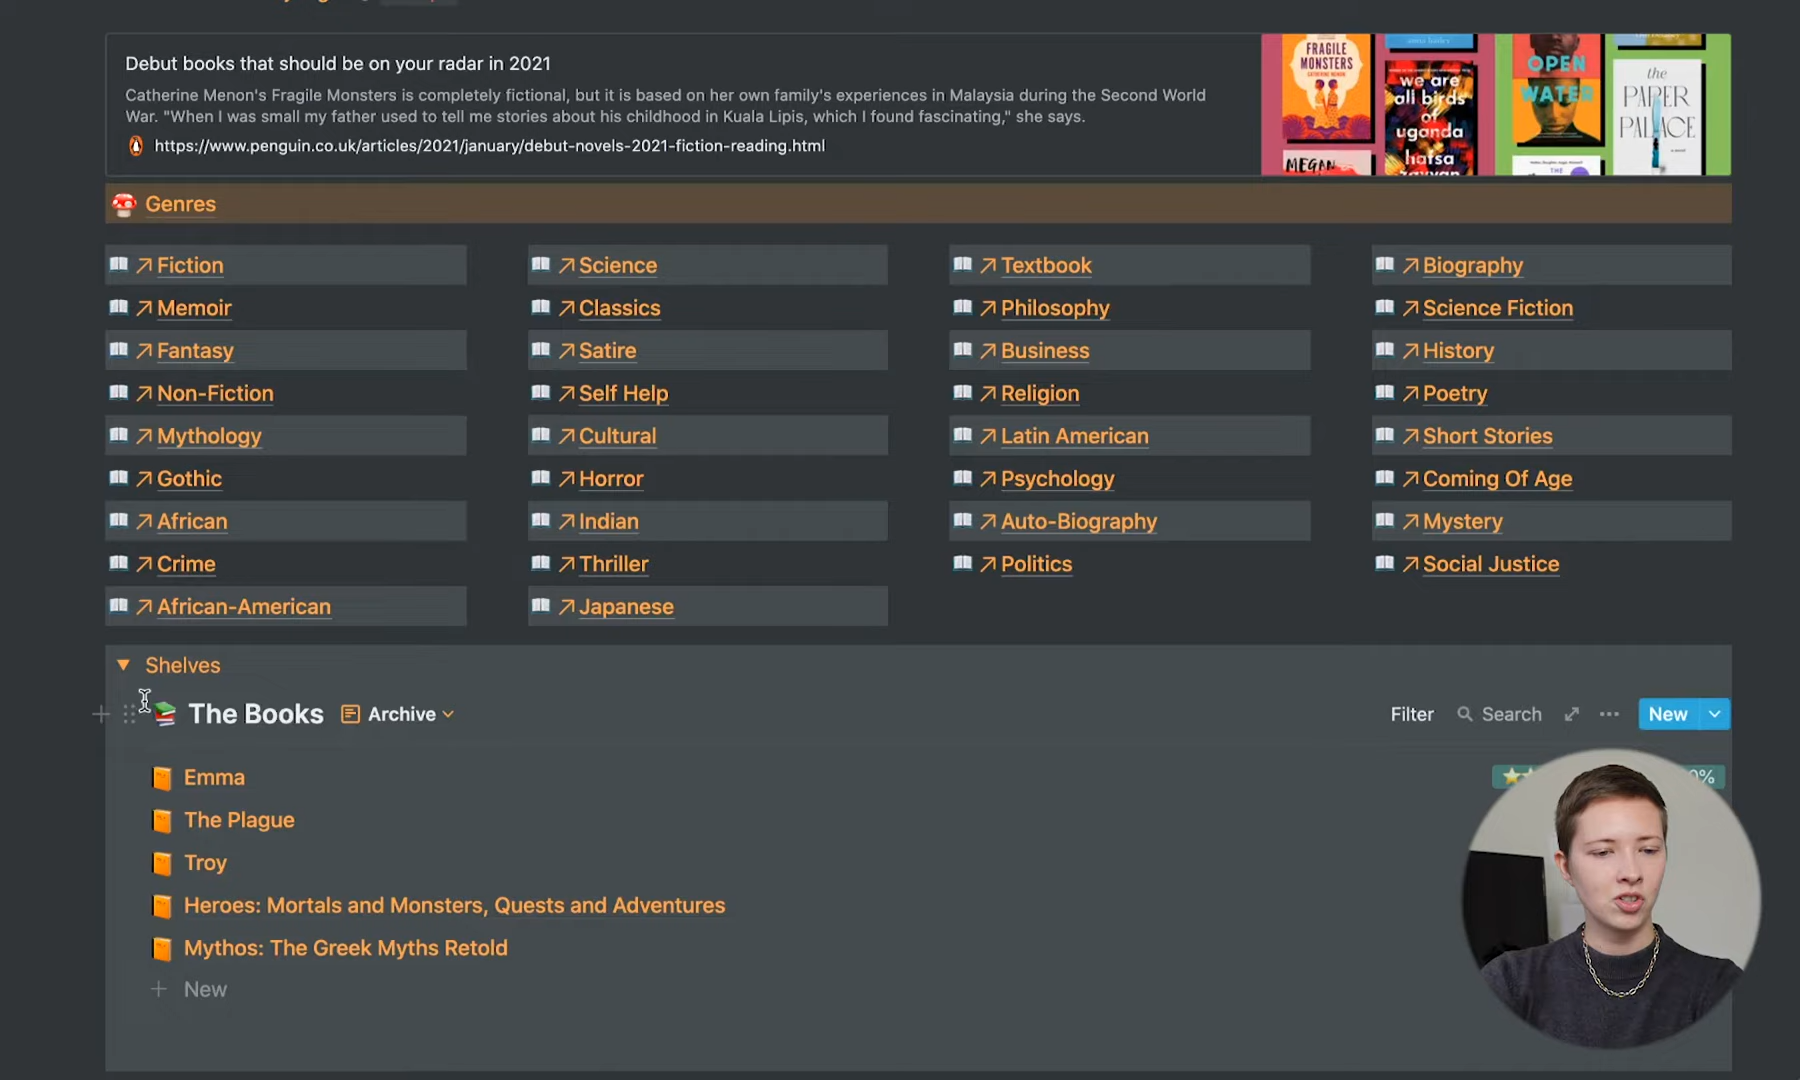 Debut books that should be on your radar in 2021
Catherine Menon's Fragile Monsters is completely fictional, but it is based on her own family's experiences in Malaysia during the Second World
War. "When I was small my father used to tell me stories about his childhood in Kuala Lipis, which I found fascinating," she says.
https://www.penguin.co.uk/articles/2021/january/debut-novels-2021-fiction-reading.html
FRAGILE
MONSTERS
CATHERINE MENON
MEGAN
we are
all birds
of
uganda
hafsa
zayyan
OPEN
WATER
THE
the
PAPER
PALACE
a novel
Genres
Fiction
Science
Textbook
Biography
Memoir
Classics
Philosophy
Science Fiction
Fantasy
Satire
Business
History
Non-Fiction
Self Help
Religion
Poetry
Mythology
Cultural
Latin American
Short Stories
Gothic
Horror
Psychology
Coming Of Age
African
Indian
Auto-Biography
Mystery
Crime
Thriller
Politics
Social Justice
African-American
Japanese
Shelves
The Books Archive Filter Search New
Emma
The Plague
Troy
Heroes: Mortals and Monsters, Quests and Adventures
Mythos: The Greek Myths Retold
New